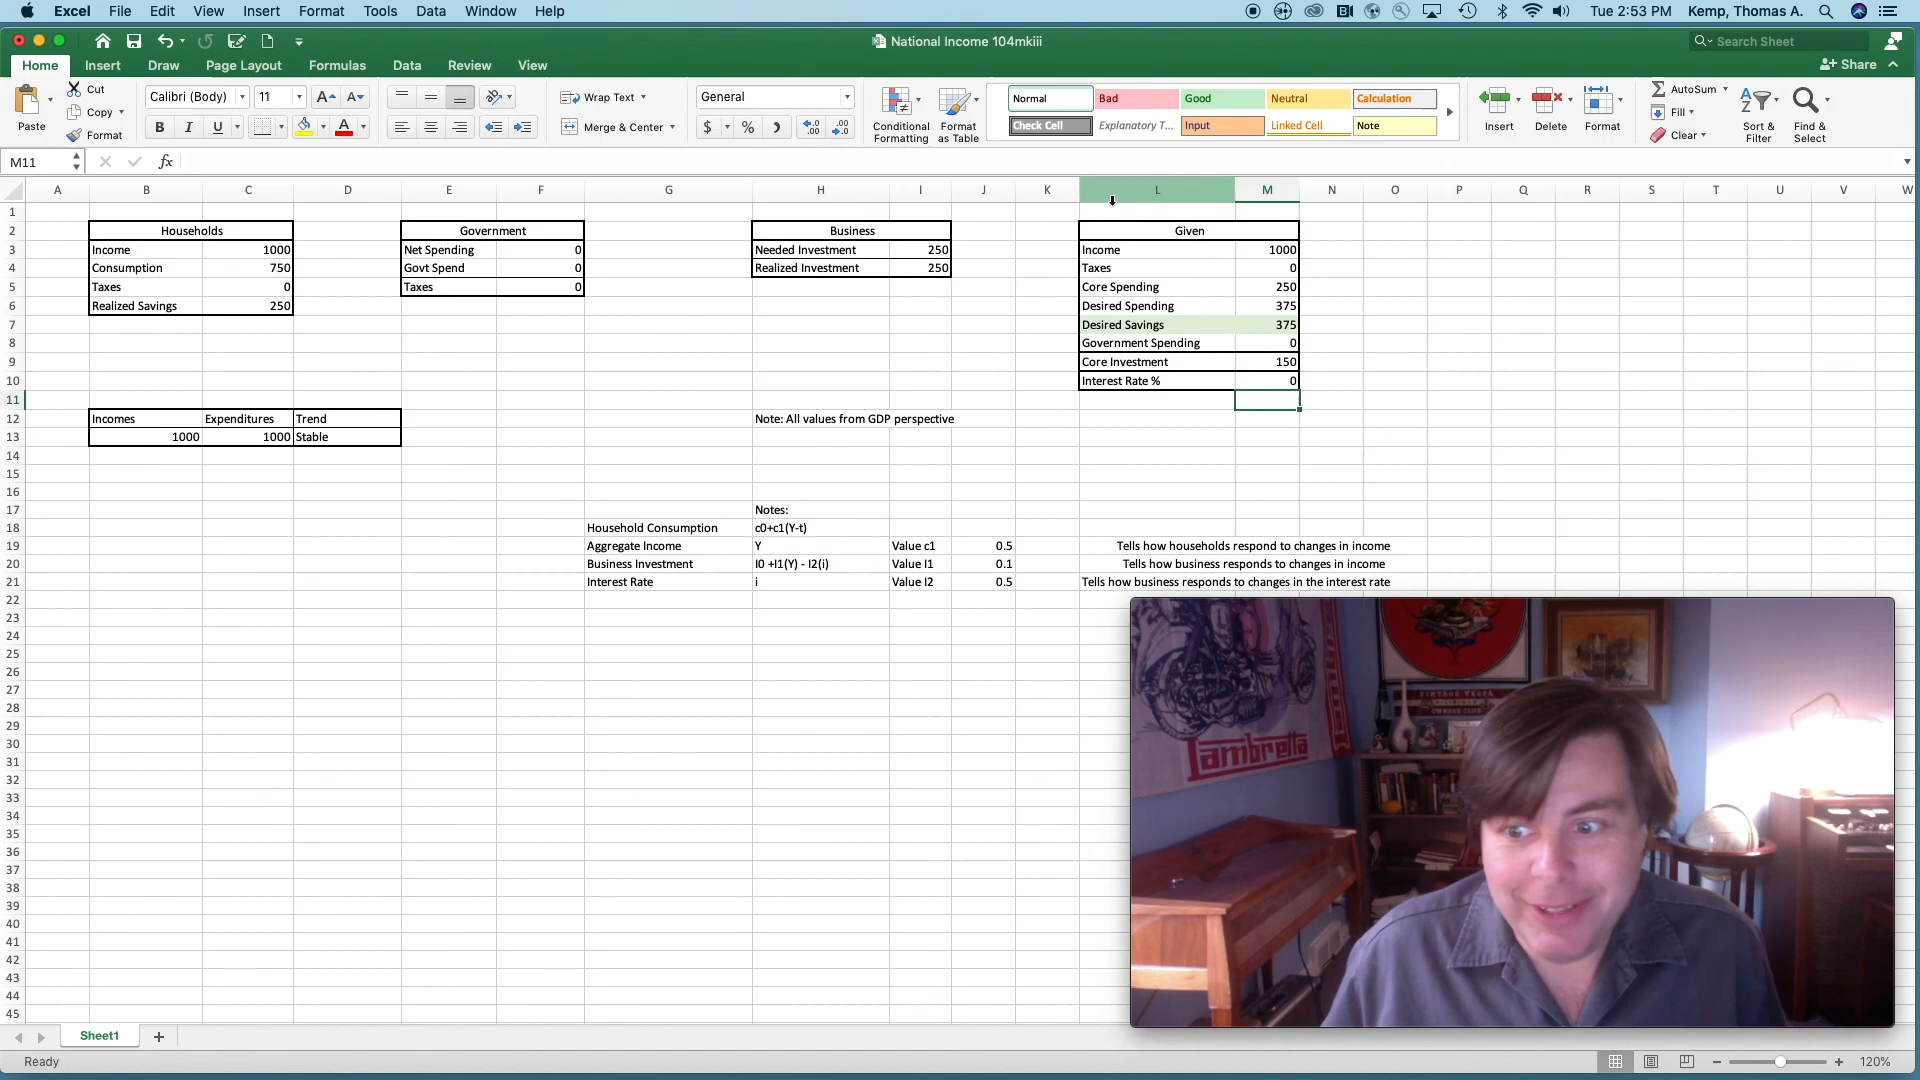 Excel File Edit View Insert Format Tools Data Window Help Tue 2:53 PM Kemp, Thomas A.
National Income 104mkiii Search Sheet
Home Insert Draw Page Layout Formulas Data Review View Share
Paste Cut Copy Format
Calibri (Body) 11 A A
B I U A
Wrap Text Merge & Center
General
$ %
Conditional Formatting Format as Table
Normal Bad Good Neutral Calculation
Check Cell Explanatory T... Input Linked Cell Note
Insert Delete Format
AutoSum Fill Clear
Sort & Filter Find & Select
M11 fx
A B C D E F G H I J K L M N O P Q R S T U V W
1
2 Households Government Business Given
3 Income 1000 Net Spending 0 Needed Investment 250 Income 1000
4 Consumption 750 Govt Spend 0 Realized Investment 250 Taxes 0
5 Taxes 0 Taxes 0 Core Spending 250
6 Realized Savings 250 Desired Spending 375
7 Desired Savings 375
8 Government Spending 0
9 Core Investment 150
10 Interest Rate % 0
11
12 Incomes Expenditures Trend Note: All values from GDP perspective
13 1000 1000 Stable
14
15
16
17 Notes:
18 Household Consumption c0+c1(Y-t)
19 Aggregate Income Y Value c1 0.5 Tells how households respond to changes in income
20 Business Investment I0 +I1(Y) - I2(i) Value I1 0.1 Tells how business responds to changes in income
21 Interest Rate i Value I2 0.5 Tells how business responds to changes in the interest rate
22
23
24
25
26
27
28
29
30
31
32
33
34
35
36
37
38
39
40
41
42
43
44
45
Lambretta
Sheet1 +
Ready 120%